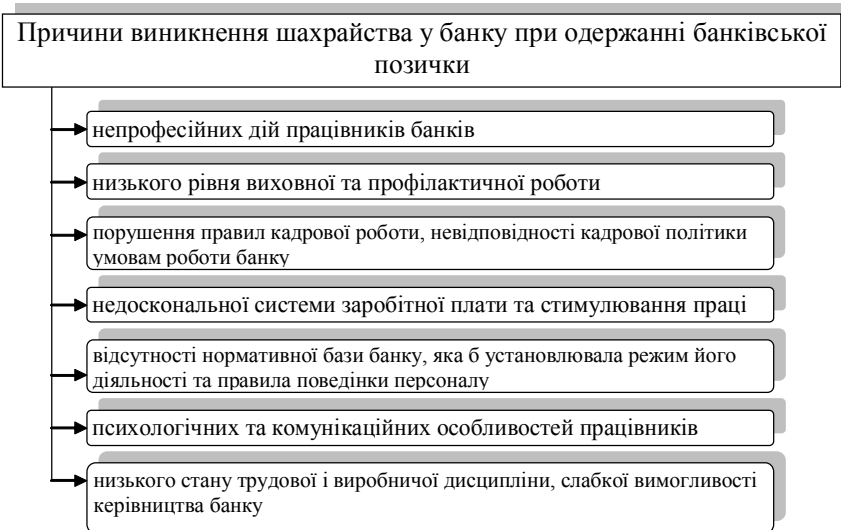 Причини виникнення шахрайства у банку при одержанні банківської
позички
непрофесійних дій працівників банків
низького рівня виховної та профілактичної роботи
порушення правил кадрової роботи, невідповідності кадрової політики
умовам роботи банку
недоскональної системи заробітної плати та стимулювання праці
відсутності нормативної бази банку, яка б установлювала режим його
діяльності та правила поведінки персоналу
психологічних та комунікаційних особливостей працівників
низького стану трудової і виробничої дисципліни, слабкої вимогливості
керівництва банку